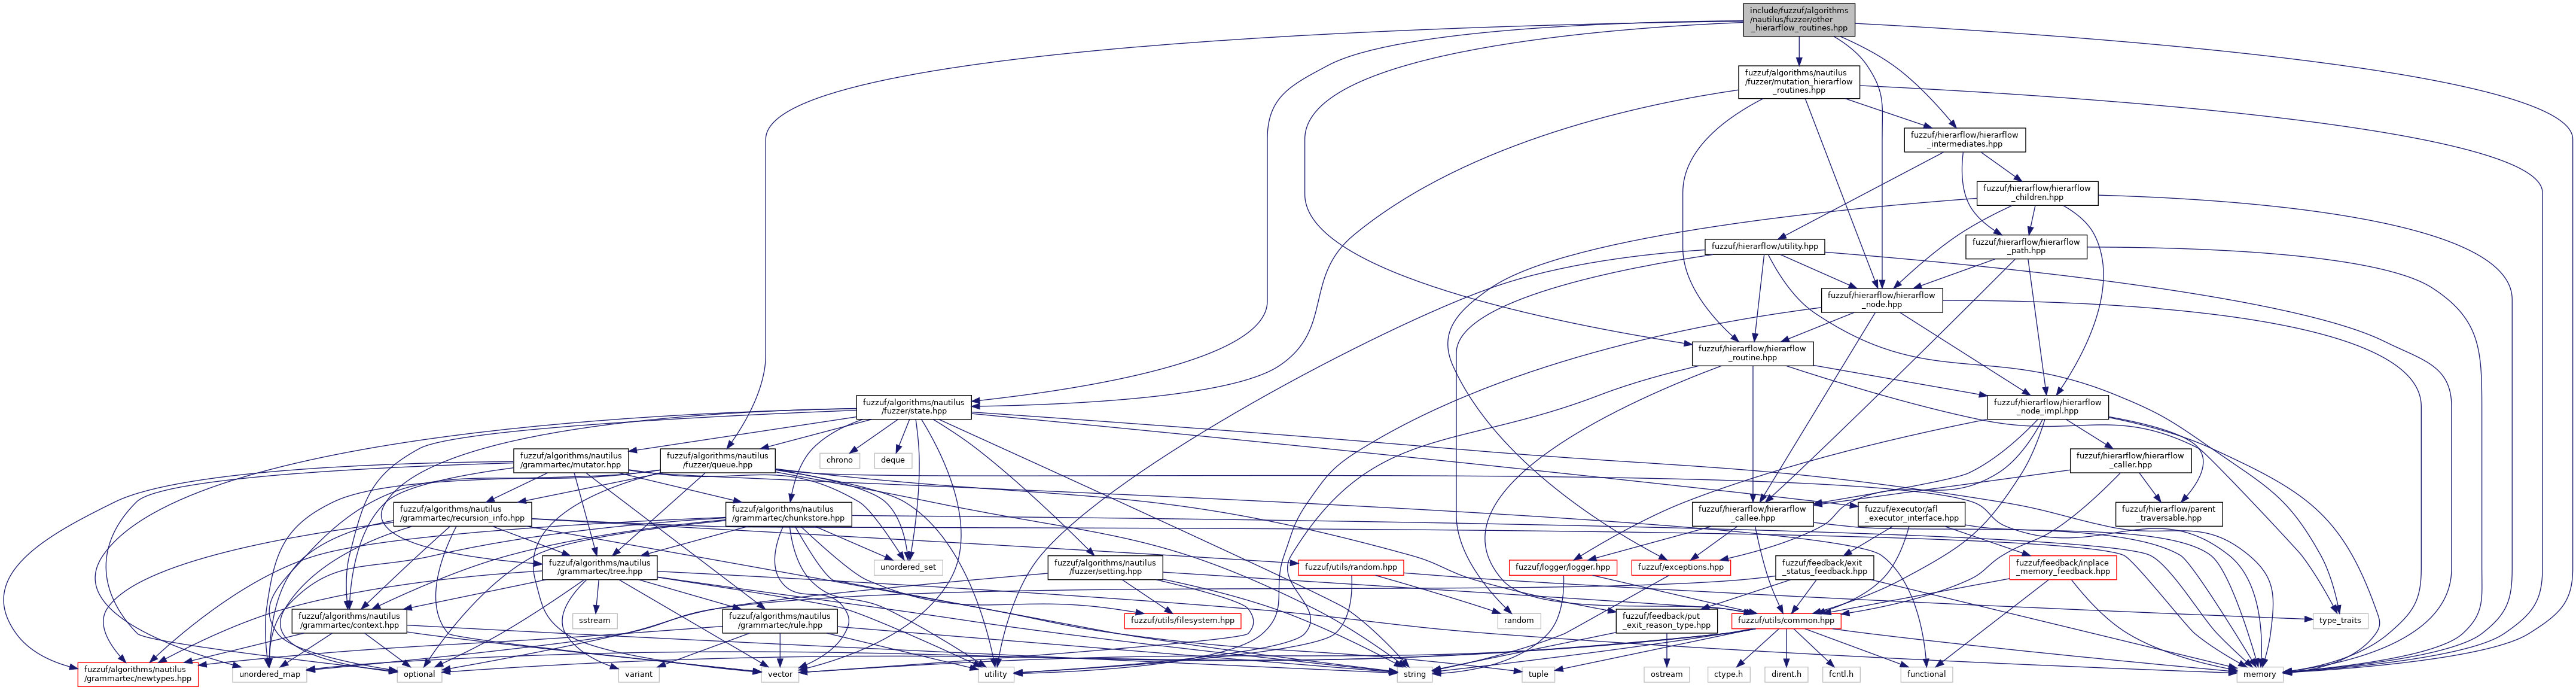 include/fuzzuf/algorithms
/nautilus/fuzzer/other
_hierarflow_routines.hpp
fuzzuf/algorithms/nautilus
/fuzzer/mutation_hierarflow
_routines.hpp
fuzzuf/hierarflow/hierarflow
_intermediates.hpp
fuzzuf/hierarflow/hierarflow
_children.hpp
fuzzuf/hierarflow/utility.hpp
fuzzuf/hierarflow/hierarflow
_path.hpp
fuzzuf/hierarflow/hierarflow
_node.hpp
fuzzuf/hierarflow/hierarflow
_routine.hpp
fuzzuf/algorithms/nautilus
/fuzzer/state.hpp
fuzzuf/hierarflow/hierarflow
_node_impl.hpp
fuzzuf/algorithms/nautilus
/grammartec/mutator.hpp
fuzzuf/algorithms/nautilus
/fuzzer/queue.hpp
chrono
deque
fuzzuf/hierarflow/hierarflow
_caller.hpp
fuzzuf/algorithms/nautilus
/grammartec/recursion_info.hpp
fuzzuf/algorithms/nautilus
/grammartec/chunkstore.hpp
fuzzuf/hierarflow/hierarflow
_callee.hpp
fuzzuf/executor/afl
_executor_interface.hpp
fuzzuf/hierarflow/parent
_traversable.hpp
fuzzuf/algorithms/nautilus
/grammartec/tree.hpp
unordered_set
fuzzuf/algorithms/nautilus
/fuzzer/setting.hpp
fuzzuf/utils/random.hpp
fuzzuf/logger/logger.hpp
fuzzuf/exceptions.hpp
fuzzuf/feedback/exit
_status_feedback.hpp
fuzzuf/feedback/inplace
_memory_feedback.hpp
fuzzuf/algorithms/nautilus
/grammartec/context.hpp
sstream
fuzzuf/algorithms/nautilus
/grammartec/rule.hpp
fuzzuf/utils/filesystem.hpp
random
fuzzuf/feedback/put
_exit_reason_type.hpp
fuzzuf/utils/common.hpp
type_traits
fuzzuf/algorithms/nautilus
/grammartec/newtypes.hpp
unordered_map
optional
variant
vector
utility
string
tuple
ostream
ctype.h
dirent.h
fcntl.h
functional
memory